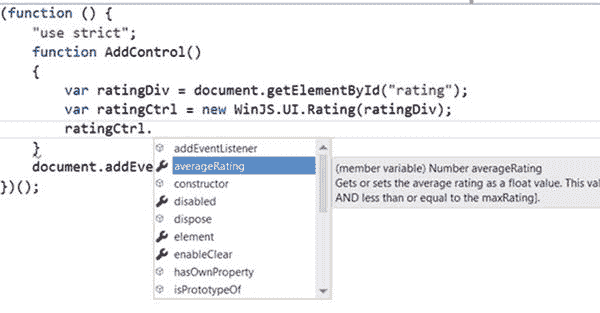 (function () {
"use strict";
function AddControl()
{
var ratingDiv = document.getElementById("rating");
var ratingCtrl = new WinJS.UI.Rating(ratingDiv);
ratingCtrl.
}
document.addEve
})();
addEventListener
averageRating
constructor
disabled
dispose
element
enableClear
hasOwnProperty
isPrototypeOf
(member variable) Number averageRating
Gets or sets the average rating as a float value. This val
AND less than or equal to the maxRating].